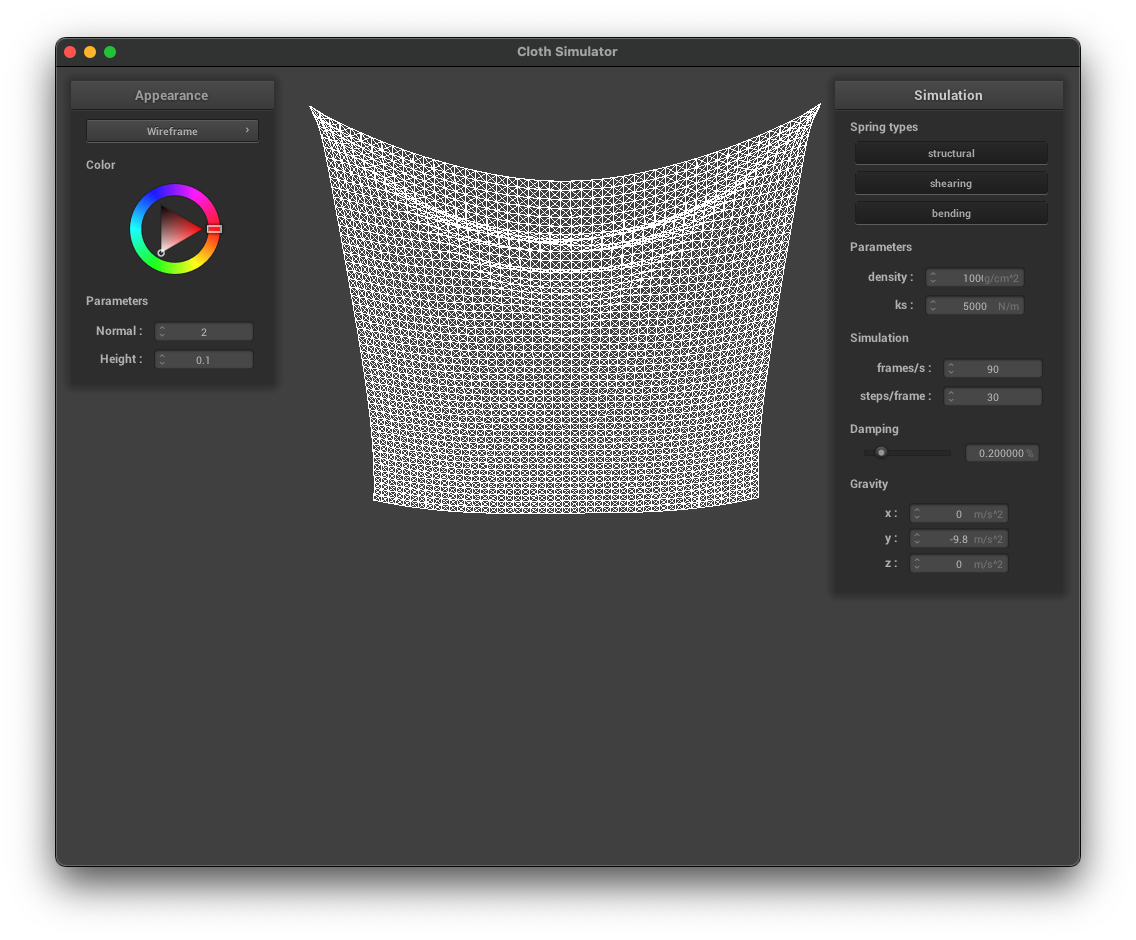 Cloth Simulator
Appearance
Wireframe
Color
Parameters
Normal : 2
Height : 0.1
Simulation
Spring types
structural
shearing
bending
Parameters
density : g/cm^2
ks : 5000 N/m
Simulation
frames/s : 90
steps/frame : 30
Damping
0.200000 %
Gravity
x : 0 m/s^2
y : -9.8 m/s^2
z : 0 m/s^2